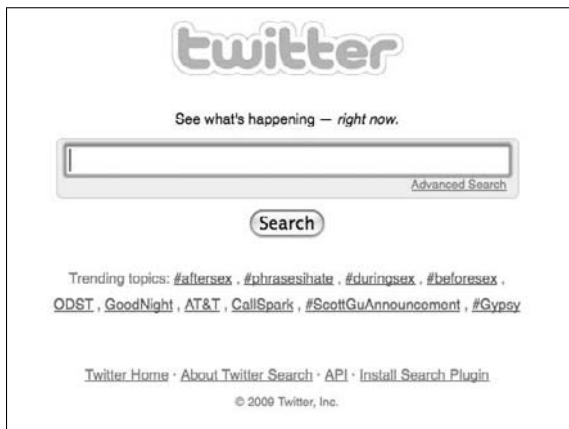 twitter
See what's happening — right now.
Advanced Search
Search
Trending topics: #aftersex , #phrasesihate , #duringsex , #beforesex ,
ODST , GoodNight , AT&T , CallSpark , #ScottGuAnnouncement , #Gypsy
Twitter Home · About Twitter Search · API · Install Search Plugin
© 2009 Twitter, Inc.